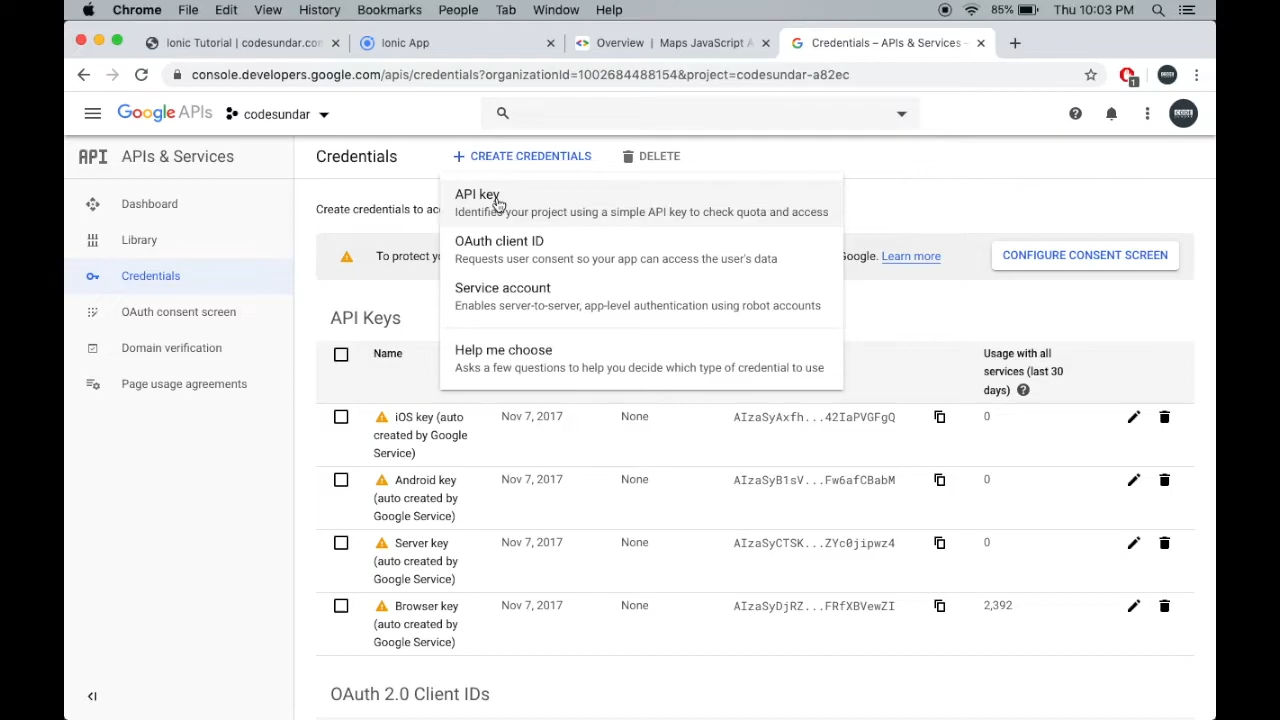 Chrome File Edit View History Bookmarks People Tab Window Help 85% Thu 10:03 PM
Ionic Tutorial | codesundar.con
Ionic App
Overview | Maps JavaScript A
Credentials – APIs & Services -
console.developers.google.com/apis/credentials?organizationId=1002684488154&project=codesundar-a82ec
1
Google APIs
codesundar
API APIs & Services
Credentials
CREATE CREDENTIALS
DELETE
Dashboard
Library
Credentials
OAuth consent screen
Domain verification
Page usage agreements
API key
Identifies your project using a simple API key to check quota and access
OAuth client ID
Requests user consent so your app can access the user's data
Service account
Enables server-to-server, app-level authentication using robot accounts
Help me choose
Asks a few questions to help you decide which type of credential to use
Create credentials to
To protect
Google. Learn more
CONFIGURE CONSENT SCREEN
API Keys
Name
Usage with all
services (last 30
days)
iOS key (auto
created by Google
Service)
Nov 7, 2017
None
AIzaSyAxfh...42IaPVGFgQ
0
Android key
(auto created by
Google Service)
Nov 7, 2017
None
AIzaSyB1sV...Fw6afCBabM
0
Server key
(auto created by
Google Service)
Nov 7, 2017
None
AIzaSyCTSK...ZYc0jipwz4
0
Browser key
(auto created by
Google Service)
Nov 7, 2017
None
AIzaSyDjRZ...FRfXBVewZI
2,392
OAuth 2.0 Client IDs